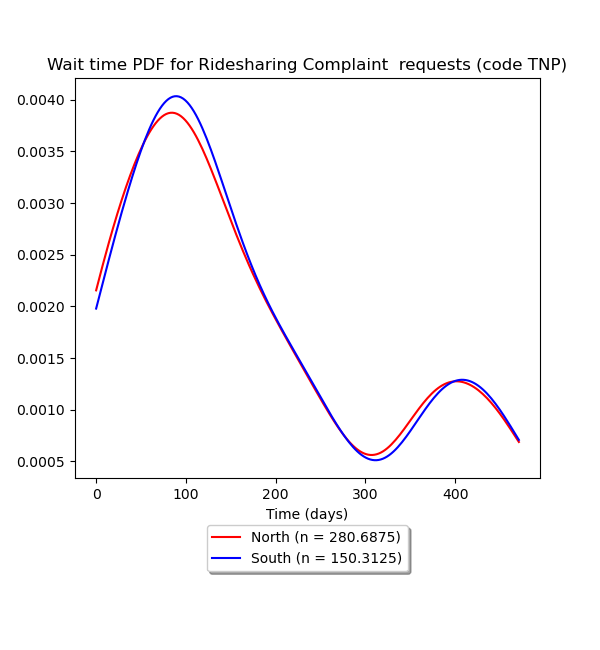 Wait time PDF for Ridesharing Complaint  requests (code TNP)
0.0040
0.0035
0.0030
0.0025
0.0020
0.0015
0.0010
0.0005
0 100 200 300 400
Time (days)
North (n = 280.6875)
South (n = 150.3125)